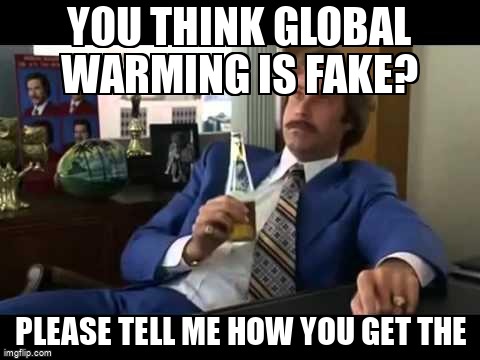 YOU THINK GLOBAL
WARMING IS FAKE?
PLEASE TELL ME HOW YOU GET THE
imgflip.com